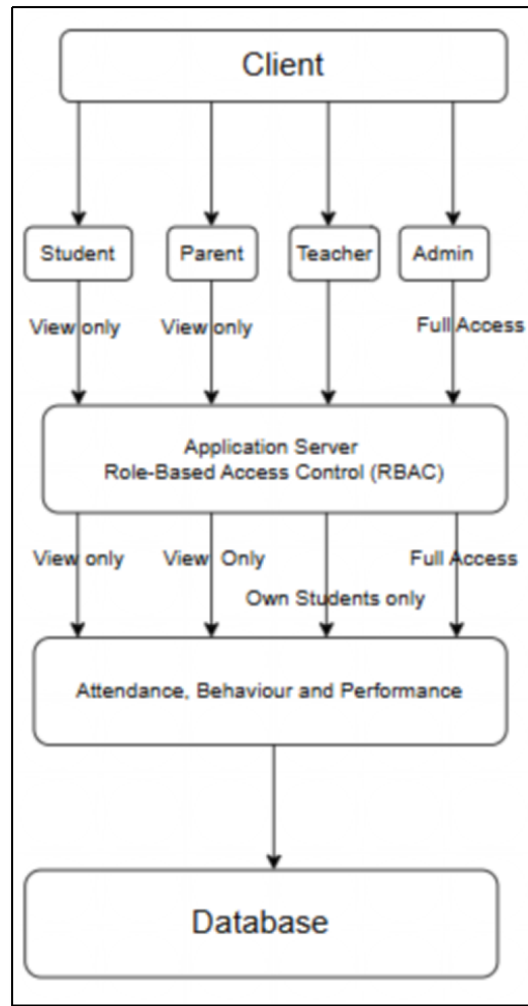 Client
Student
Parent
Teacher
Admin
View only
View only
Full Access
Application Server
Role-Based Access Control (RBAC)
View only
View Only
Full Access
Own Students only
Attendance, Behaviour and Performance
Database